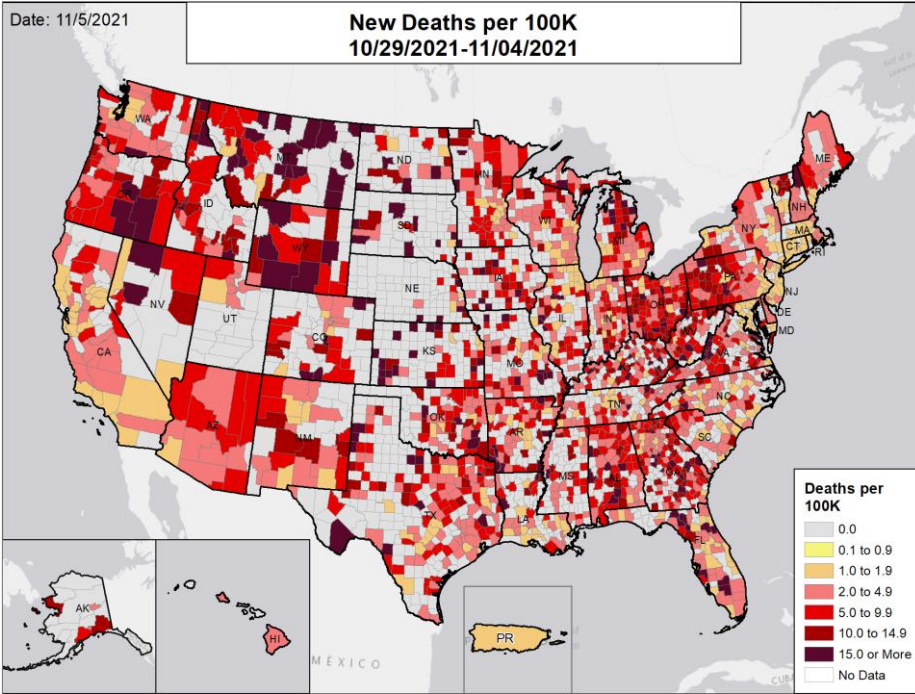 Date: 11/5/2021
New Deaths per 100K
10/29/2021-11/04/2021
WA
MT
ND
MN
ME
ID
WI
NH
NY
MA
CT
RI
WY
SD
MI
IA
PA
NJ
NV
NE
OH
DE
MD
UT
IL
IN
CO
WV
VA
CA
KS
MO
KY
NC
TN
OK
AR
SC
AZ
NM
MS
AL
GA
TX
LA
FL
AK
HI
PR
MÉXICO
CUBA
Deaths per
100K
0.0
0.1 to 0.9
1.0 to 1.9
2.0 to 4.9
5.0 to 9.9
10.0 to 14.9
15.0 or More
No Data